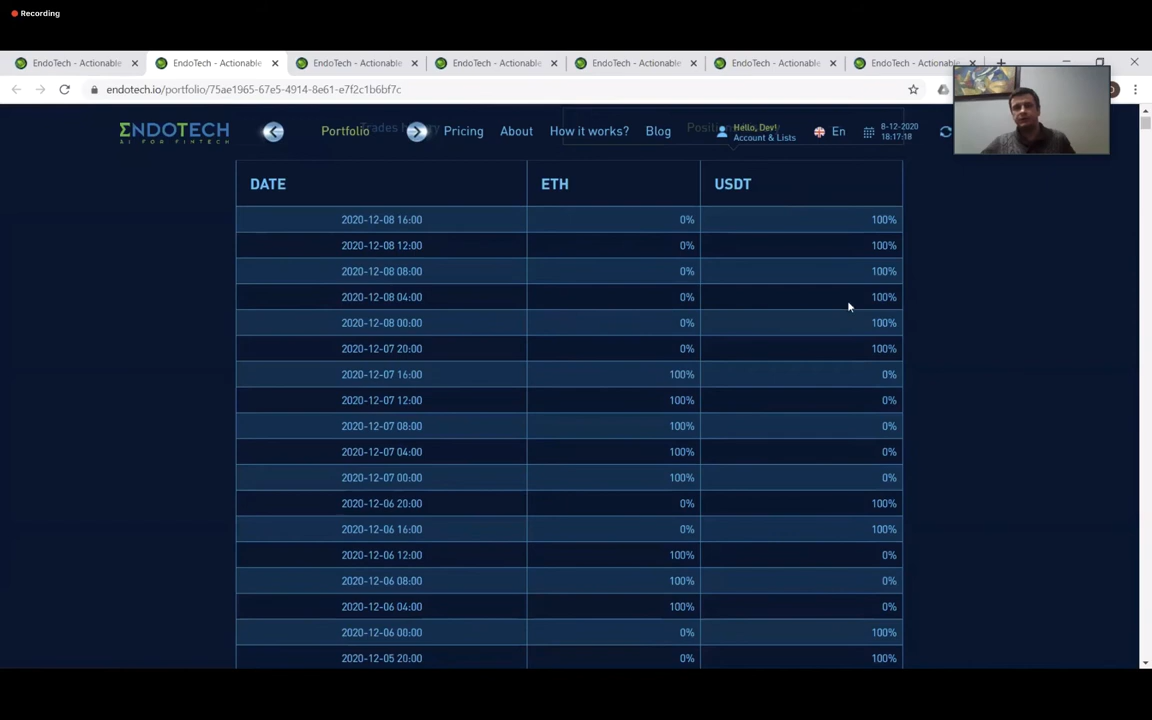 Recording
EndoTech - Actionable
EndoTech - Actionable
EndoTech - Actionable
EndoTech - Actionable
EndoTech - Actionable
EndoTech - Actionable
EndoTech - Actionable
endotech.io/portfolio/75ae1965-67e5-4914-8e61-e7f2c1b6bf7c
ΣNDOTECH
AI FOR FINTECH
Portfolio
Trades history
Pricing
About
How it works?
Blog
Hello, Dev!
Account & Lists
En
8-12-2020
18:17:18
DATE ETH USDT
2020-12-08 16:00 0% 100%
2020-12-08 12:00 0% 100%
2020-12-08 08:00 0% 100%
2020-12-08 04:00 0% 100%
2020-12-08 00:00 0% 100%
2020-12-07 20:00 0% 100%
2020-12-07 16:00 100% 0%
2020-12-07 12:00 100% 0%
2020-12-07 08:00 100% 0%
2020-12-07 04:00 100% 0%
2020-12-07 00:00 100% 0%
2020-12-06 20:00 0% 100%
2020-12-06 16:00 0% 100%
2020-12-06 12:00 100% 0%
2020-12-06 08:00 100% 0%
2020-12-06 04:00 100% 0%
2020-12-06 00:00 0% 100%
2020-12-05 20:00 0% 100%